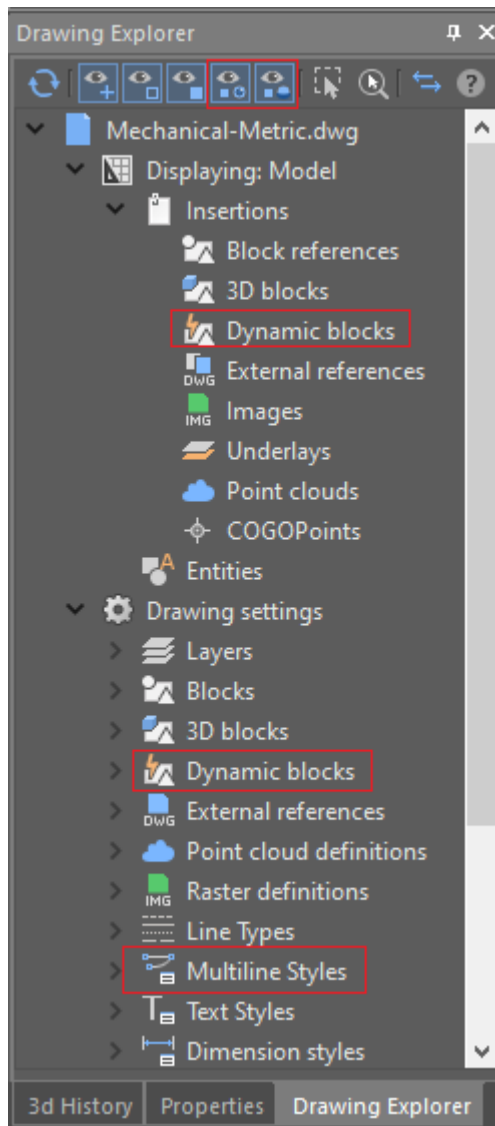 Drawing Explorer
Mechanical-Metric.dwg
Displaying: Model
Insertions
Block references
3D blocks
Dynamic blocks
DWG External references
IMG Images
Underlays
Point clouds
COGOPoints
A Entities
Drawing settings
Layers
Blocks
3D blocks
Dynamic blocks
DWG External references
Point cloud definitions
IMG Raster definitions
Line Types
Multiline Styles
T Text Styles
Dimension styles
3d History Properties Drawing Explorer